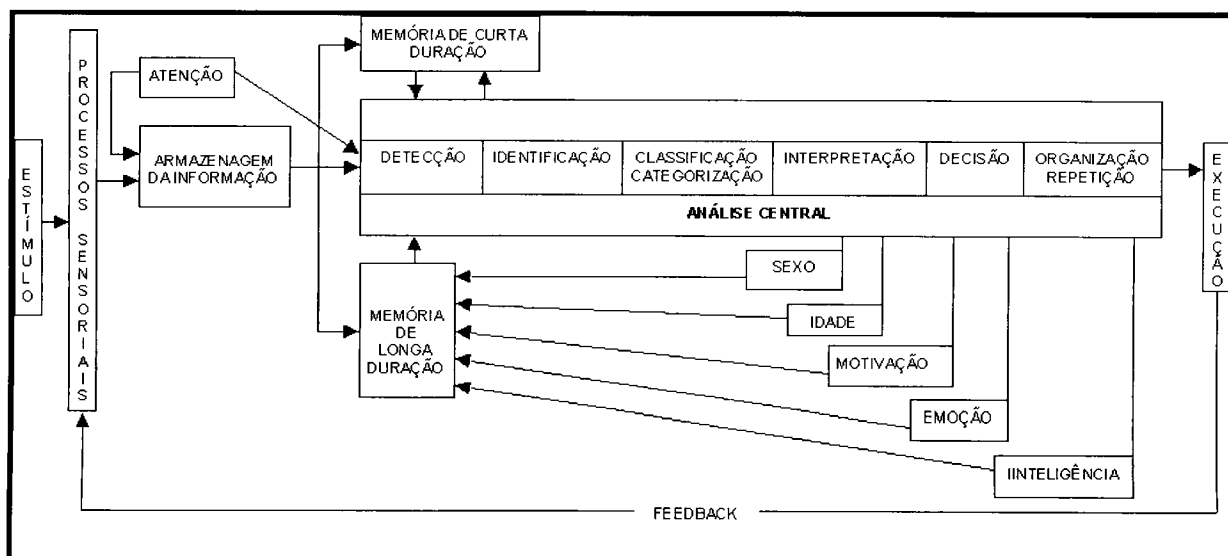 ESTÍMULO
PROCESSOS SENSORIAIS
ATENÇÃO
ARMAZENAGEM
DA INFORMAÇÃO
MEMÓRIA DE CURTA
DURAÇÃO
DETECÇÃO
IDENTIFICAÇÃO
CLASSIFICAÇÃO
CATEGORIZAÇÃO
INTERPRETAÇÃO
DECISÃO
ORGANIZAÇÃO
REPETIÇÃO
ANÁLISE CENTRAL
EXECUÇÃO
MEMÓRIA
DE
LONGA
DURAÇÃO
SEXO
IDADE
MOTIVAÇÃO
EMOÇÃO
IINTELIGÊNCIA
FEEDBACK